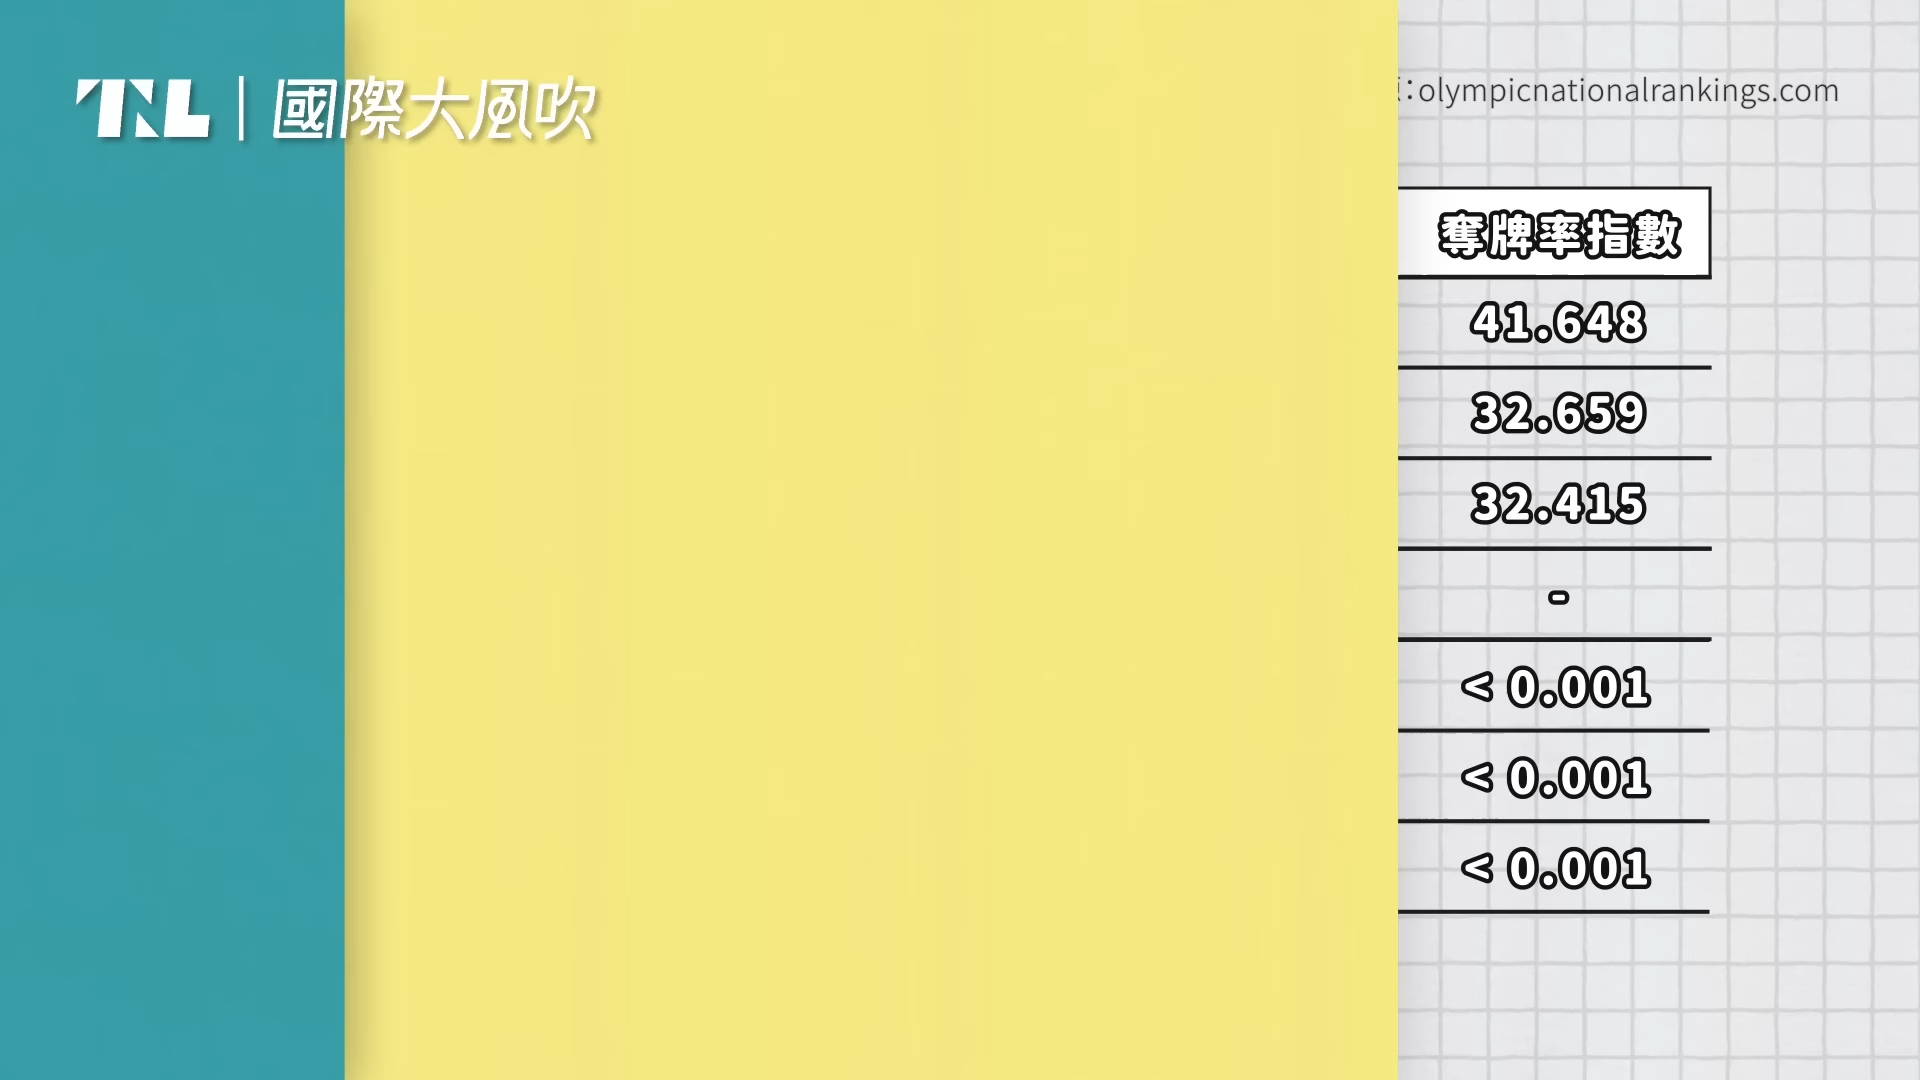 TNL | 國際大風吹
:olympicnationalrankings.com
奪牌率指數
41.648
32.659
32.415
-
< 0.001
< 0.001
< 0.001